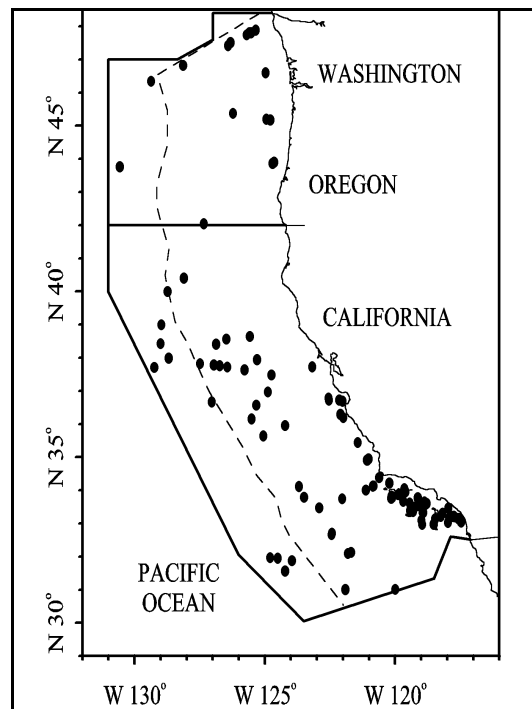 WASHINGTON
N 45°
OREGON
N 40°
CALIFORNIA
N 35°
PACIFIC
OCEAN
N 30°
W 130° W 125° W 120°